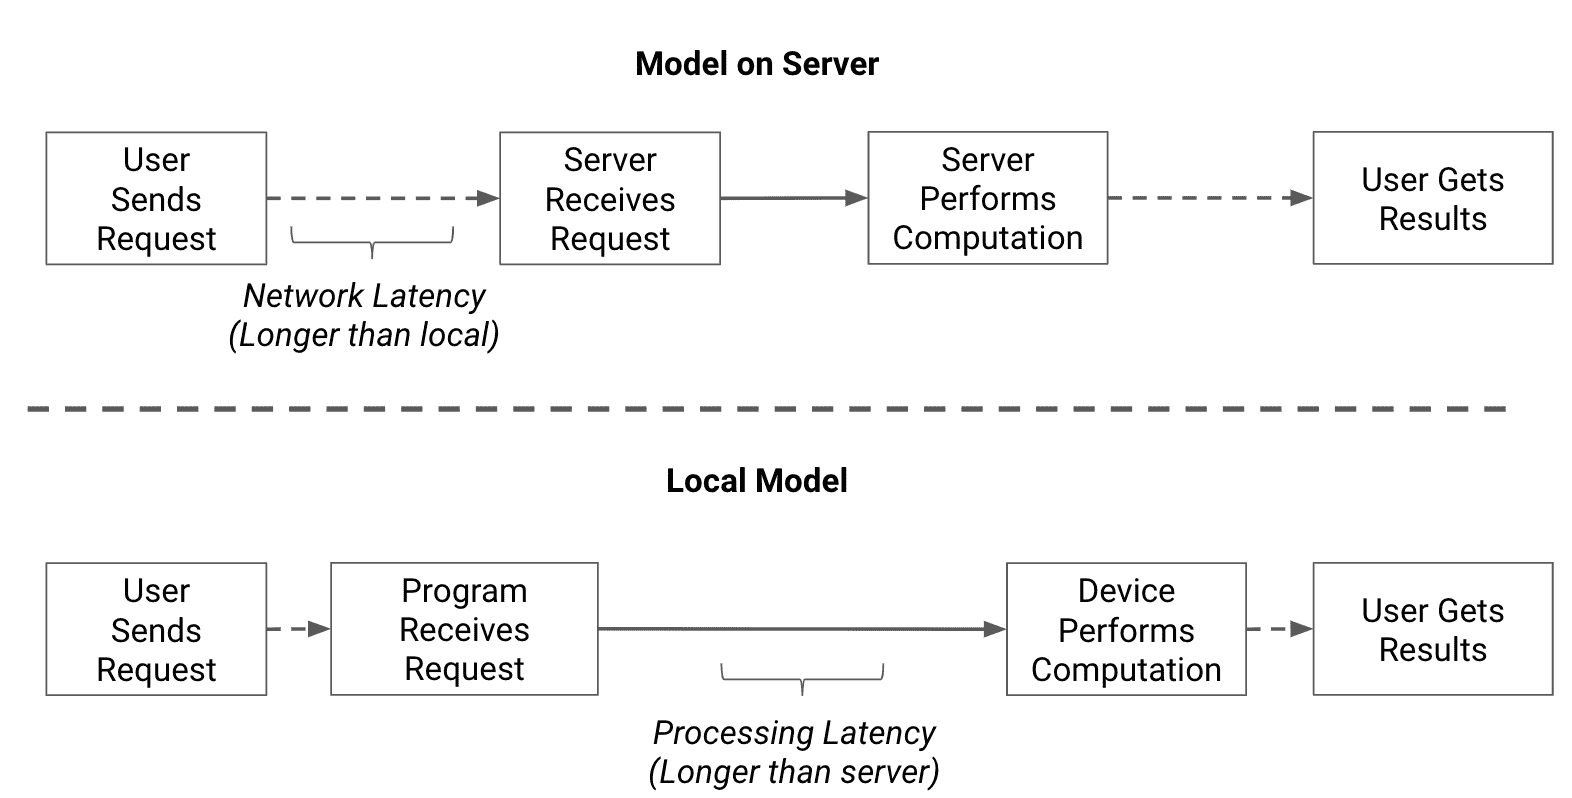 Model on Server
User
Sends
Request
Server
Receives
Request
Server
Performs
Computation
User Gets
Results
Network Latency
(Longer than local)
Local Model
User
Sends
Request
Program
Receives
Request
Device
Performs
Computation
User Gets
Results
Processing Latency
(Longer than server)